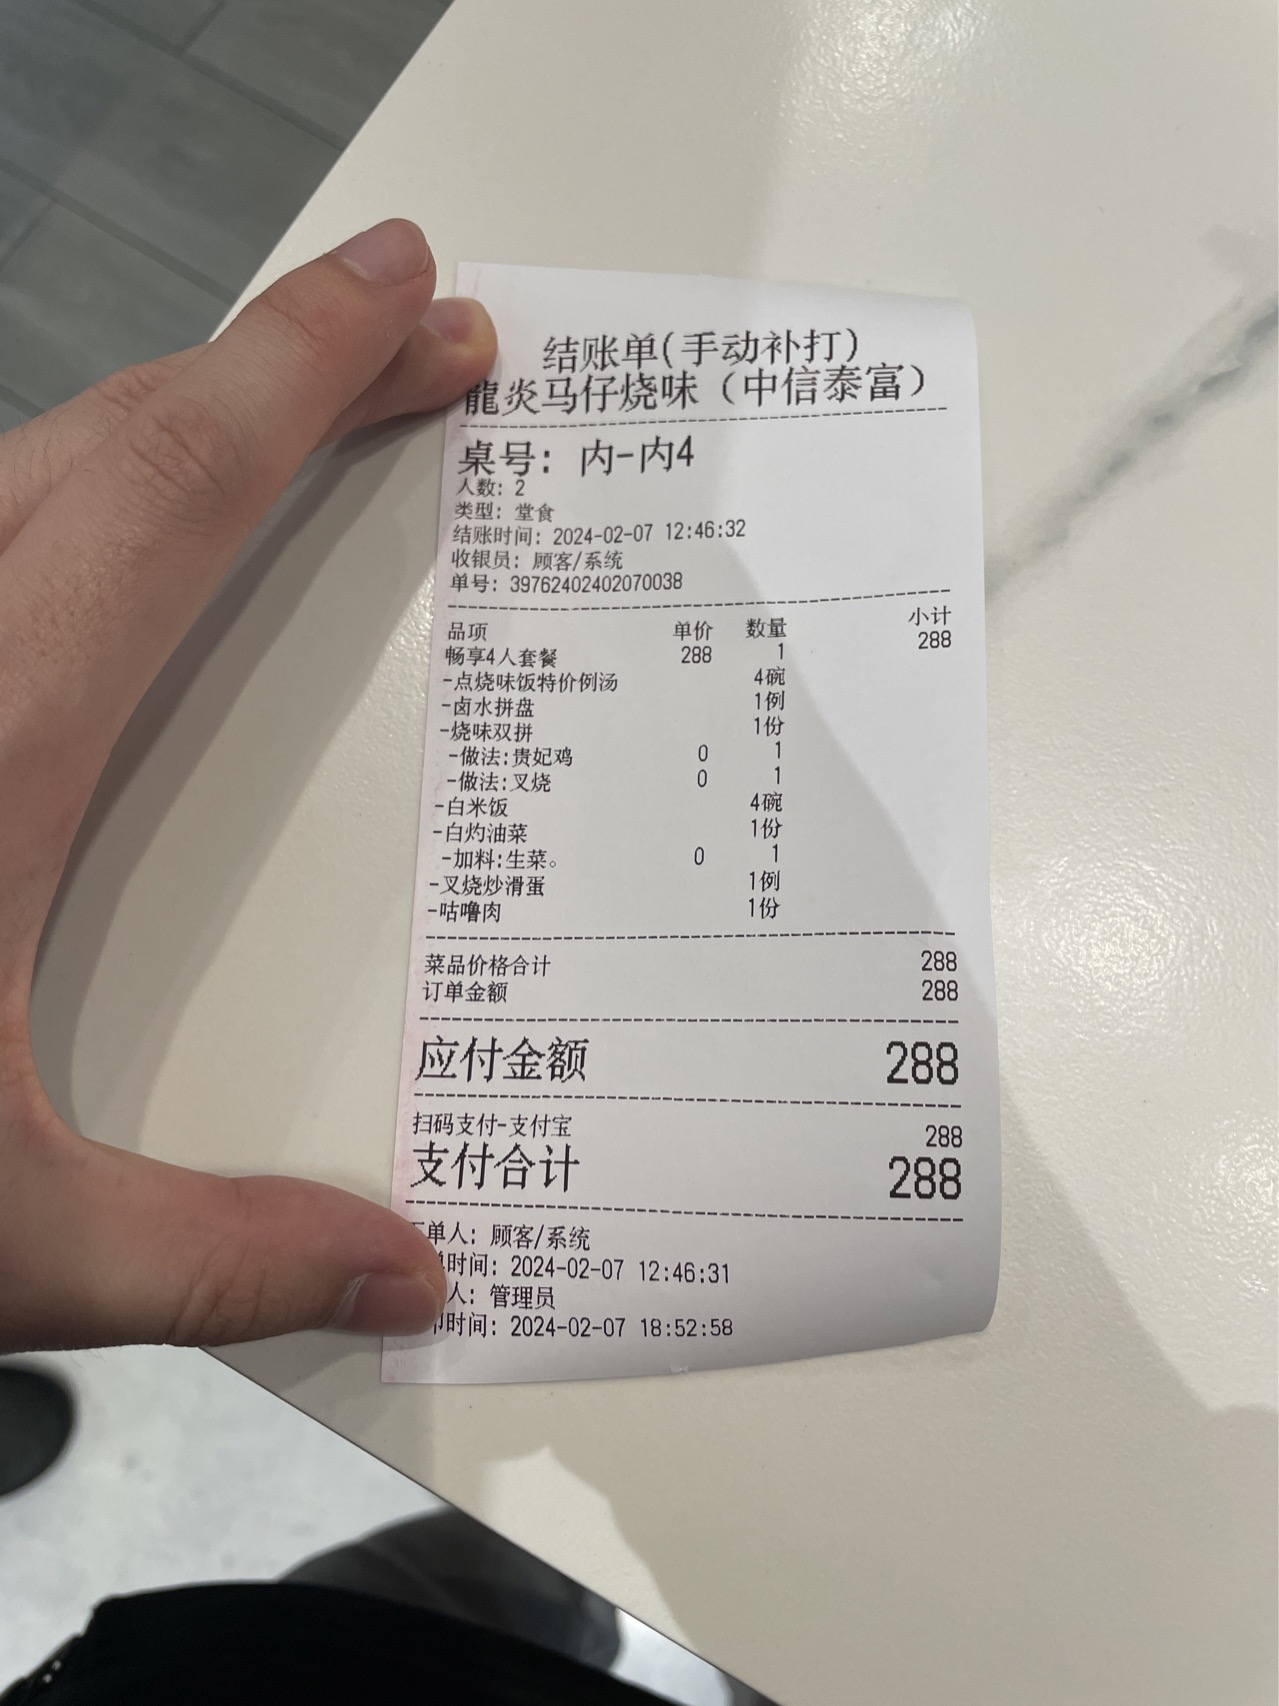 结账单(手动补打)
龍炎马仔烧味（中信泰富）
桌号: 内-内4
人数: 2
类型: 堂食
结账时间: 2024-02-07 12:46:32
收银员: 顾客/系统
单号: 39762402402070038
品项 单价 数量 小计
畅享4人套餐 288 1 288
-点烧味饭特价例汤 4碗
-卤水拼盘 1例
-烧味双拼 1份
-做法:贵妃鸡 0 1
-做法:叉烧 0 1
-白米饭 4碗
-白灼油菜 1份
-加料:生菜。 0 1
-叉烧炒滑蛋 1例
-咕噜肉 1份
菜品价格合计 288
订单金额 288
应付金额 288
扫码支付-支付宝 288
支付合计 288
单人: 顾客/系统
时间: 2024-02-07 12:46:31
人: 管理员
时间: 2024-02-07 18:52:58